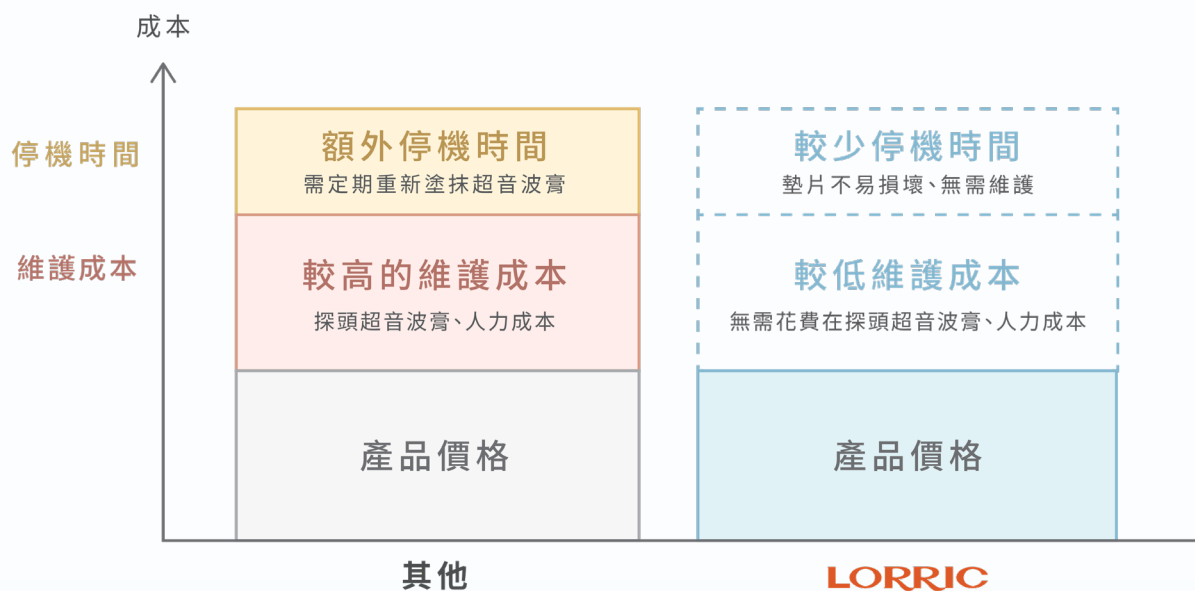 成本
停機時間
額外停機時間
需定期重新塗抹超音波膏
較少停機時間
墊片不易損壞、無需維護
維護成本
較高的維護成本
探頭超音波膏、人力成本
較低維護成本
無需花費在探頭超音波膏、人力成本
產品價格
產品價格
其他
LORRIC